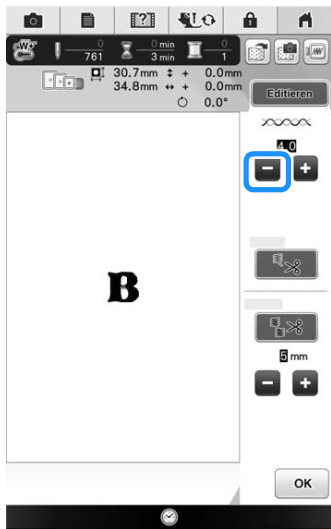 [?]
W+
0
761
0 min
3 min
0
1
30.7mm + 0.0mm
34.8mm + 0.0mm
0.0°
Editieren
4.0
- +
B
5 mm
- +
OK